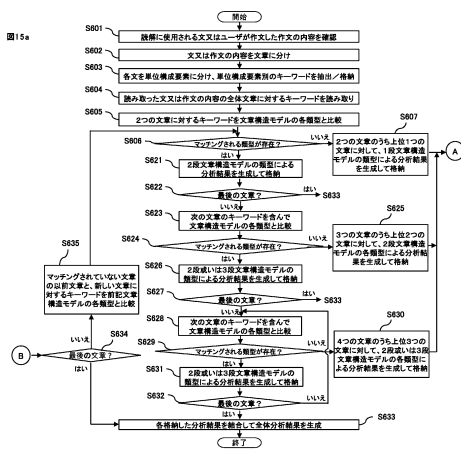 図15a
開始
S601
読解に使用される文又はユーザが作文した作文の内容を確認
S602
文又は作文の内容を文章に分け
S603
各文を単位構成要素に分け、単位構成要素別のキーワードを抽出／格納
S604
読み取った文又は作文の内容の全体文章に対するキーワードを読み取り
S605
2つの文章に対するキーワードを文章構造モデルの各類型と比較
S606
マッチングされる類型が存在？
いいえ
はい
S607
2つの文章のうち上位1つの
文章に対して、1段文章構造
モデルの類型による分析結果
を生成して格納
A
S621
2段文章構造モデルの類型による
分析結果を生成して格納
S622
最後の文章？
はい
S633
いいえ
S623
次の文章のキーワードを含んで
文章構造モデルの各類型と比較
S624
マッチングされる類型が存在？
いいえ
はい
S625
3つの文章のうち上位2つの文
章に対して、2段文章構造モ
デルの各類型による分析結
果を生成して格納
S626
2段或いは3段文章構造モデルの
類型による分析結果を生成して格納
S627
最後の文章？
はい
S633
いいえ
S628
次の文章のキーワードを含んで
文章構造モデルの各類型と比較
S629
マッチングされる類型が存在？
いいえ
はい
S630
4つの文章のうち上位3つの
文章に対して、2段或いは3段
文章構造モデルの各類型に
よる分析結果を生成して格納
S631
2段或いは3段文章構造モデルの
類型による分析結果を生成して格納
S632
最後の文章？
いいえ
はい
S635
マッチングされていない文章
の以前文章と、新しい文章
に対するキーワードを前記文章
構造モデルの各類型と比較
いいえ
S634
B
最後の文章？
はい
S633
各格納した分析結果を結合して全体分析結果を生成
終了